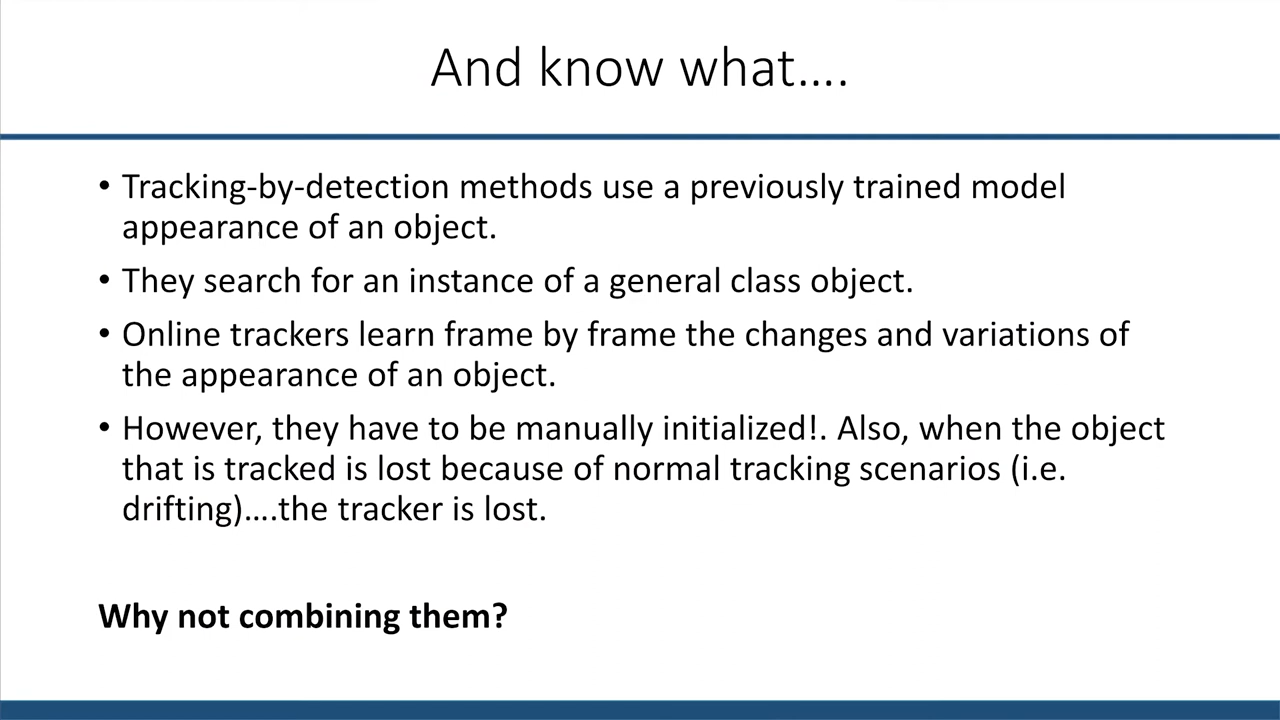 And know what....
• Tracking-by-detection methods use a previously trained model
appearance of an object.
• They search for an instance of a general class object.
• Online trackers learn frame by frame the changes and variations of
the appearance of an object.
• However, they have to be manually initialized!. Also, when the object
that is tracked is lost because of normal tracking scenarios (i.e.
drifting)....the tracker is lost.
Why not combining them?